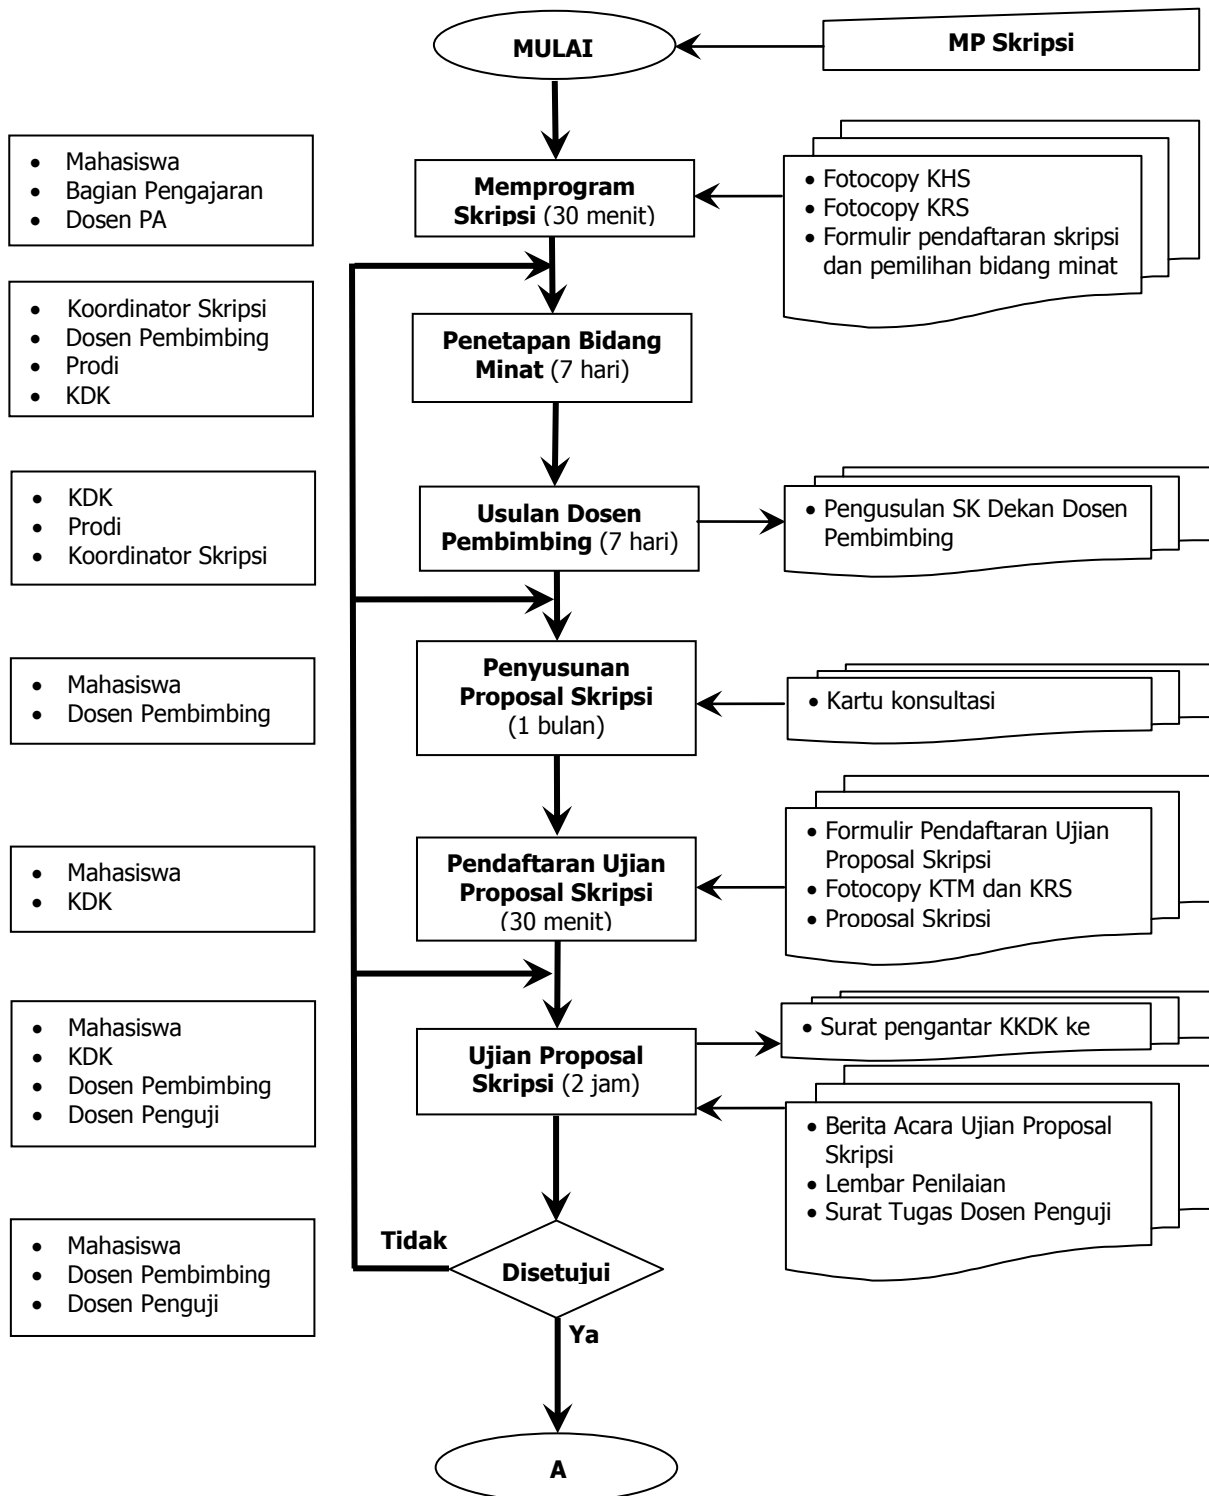 MULAI
MP Skripsi
• Mahasiswa
• Bagian Pengajaran
• Dosen PA
Memprogram
Skripsi (30 menit)
• Fotocopy KHS
• Fotocopy KRS
• Formulir pendaftaran skripsi
dan pemilihan bidang minat
• Koordinator Skripsi
• Dosen Pembimbing
• Prodi
• KDK
Penetapan Bidang
Minat (7 hari)
• KDK
• Prodi
• Koordinator Skripsi
Usulan Dosen
Pembimbing (7 hari)
• Pengusulan SK Dekan Dosen
Pembimbing
• Mahasiswa
• Dosen Pembimbing
Penyusunan
Proposal Skripsi
(1 bulan)
• Kartu konsultasi
• Mahasiswa
• KDK
Pendaftaran Ujian
Proposal Skripsi
(30 menit)
• Formulir Pendaftaran Ujian
Proposal Skripsi
• Fotocopy KTM dan KRS
• Proposal Skripsi
• Mahasiswa
• KDK
• Dosen Pembimbing
• Dosen Penguji
Ujian Proposal
Skripsi (2 jam)
• Surat pengantar KKDK ke
• Berita Acara Ujian Proposal
Skripsi
• Lembar Penilaian
• Surat Tugas Dosen Penguji
• Mahasiswa
• Dosen Pembimbing
• Dosen Penguji
Tidak
Disetujui
Ya
A